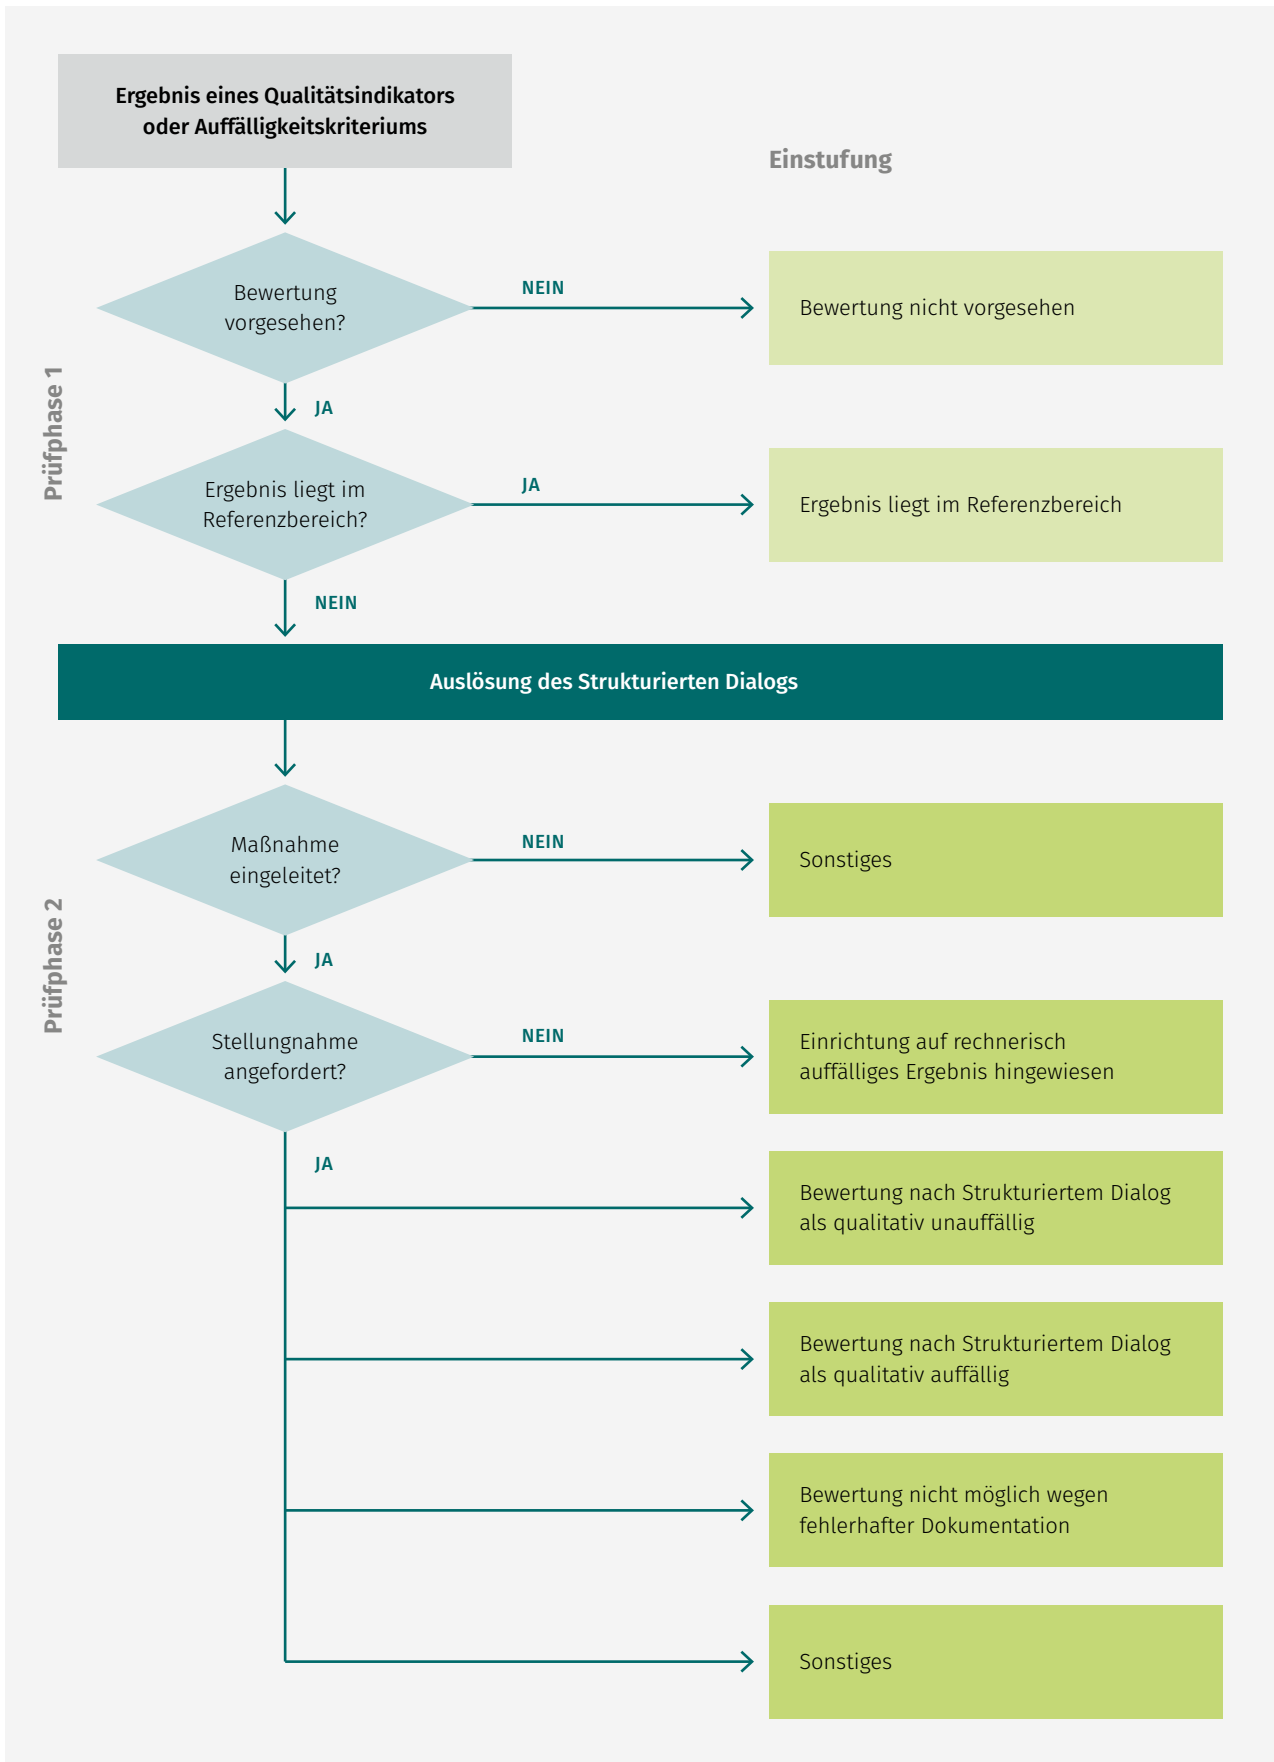 Ergebnis eines Qualitätsindikators
oder Auffälligkeitskriteriums
Einstufung
Prüfphase 1
Bewertung
vorgesehen?
NEIN
Bewertung nicht vorgesehen
JA
Ergebnis liegt im
Referenzbereich?
JA
Ergebnis liegt im Referenzbereich
NEIN
Auslösung des Strukturierten Dialogs
Prüfphase 2
Maßnahme
eingeleitet?
NEIN
Sonstiges
JA
Stellungnahme
angefordert?
NEIN
Einrichtung auf rechnerisch
auffälliges Ergebnis hingewiesen
JA
Bewertung nach Strukturiertem Dialog
als qualitativ unauffällig
Bewertung nach Strukturiertem Dialog
als qualitativ auffällig
Bewertung nicht möglich wegen
fehlerhafter Dokumentation
Sonstiges